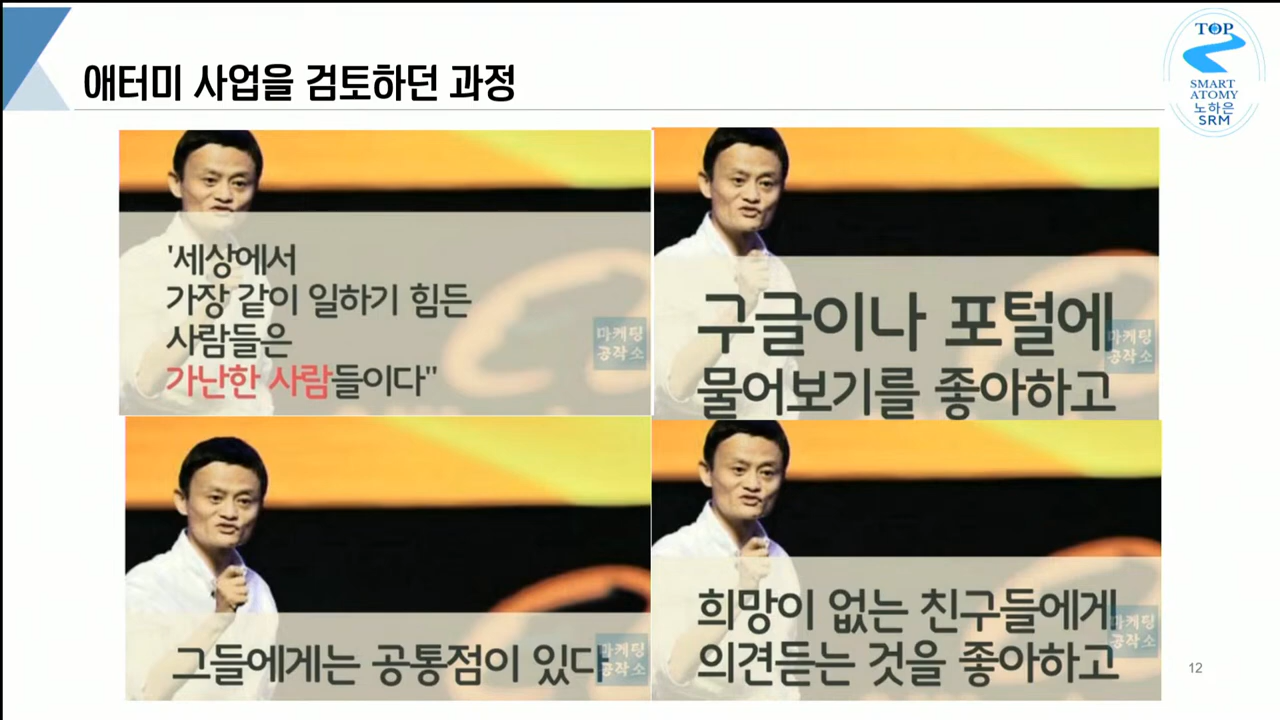 애터미 사업을 검토하던 과정
TOP
SMART
ATOMY
노하은
SRM
'세상에서
가장 같이 일하기 힘든
사람들은
가난한 사람들이다"
마케팅
공작소
구글이나 포털에
물어보기를 좋아하고
마케팅
공작소
그들에게는 공통점이 있다
마케팅
공작소
희망이 없는 친구들에게
의견듣는 것을 좋아하고
마케팅
공작소
12